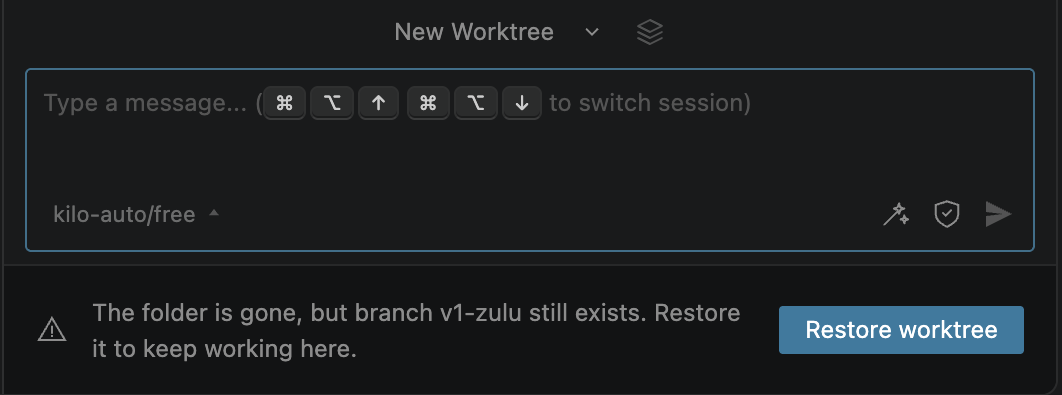 New Worktree
Type a message... (⌘ ⌥ ↑ ⌘ ⌥ ↓ to switch session)
kilo-auto/free
The folder is gone, but branch v1-zulu still exists. Restore
it to keep working here.
Restore worktree